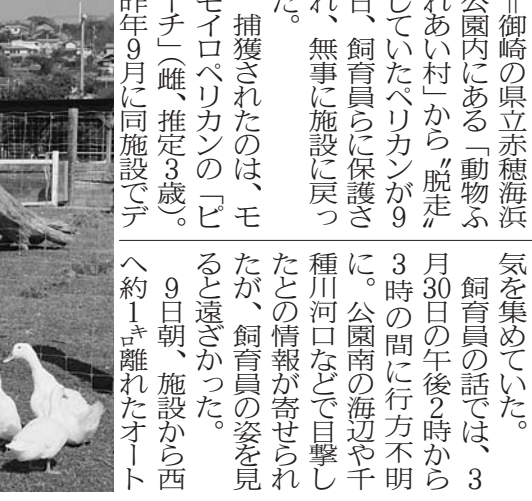 ＝御崎の県立赤穂海浜
公園内にある「動物ふ
れあい村」から〝脱走〟
していたペリカンが9
日、飼育員らに保護さ
れ、無事に施設に戻っ
た。
捕獲されたのは、モ
モイロペリカンの「ピ
ーチ」（雌、推定3歳）。
昨年9月に同施設でデ
気を集めていた。
飼育員の話では、3
月30日の午後2時から
3時の間に行方不明
に。公園南の海辺や千
種川河口などで目撃し
たとの情報が寄せられ
たが、飼育員の姿を見
ると遠ざかった。
9日朝、施設から西
へ約1㌔離れたオート